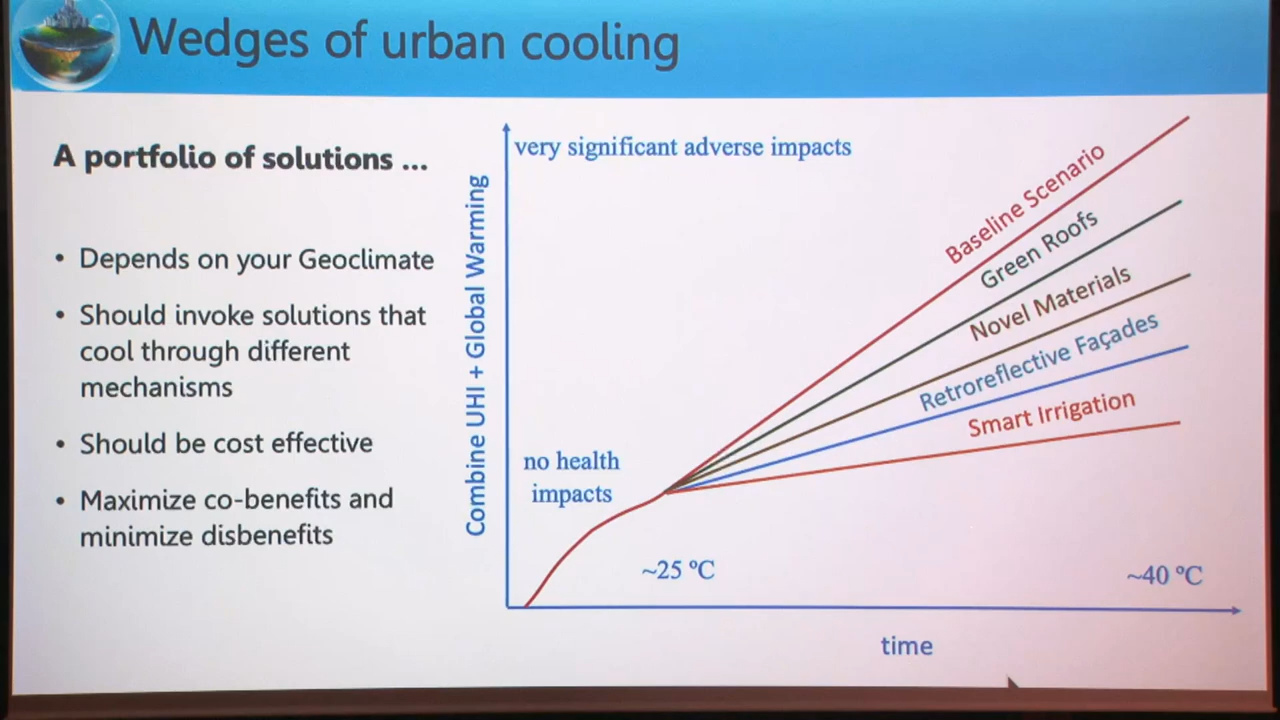 Wedges of urban cooling
A portfolio of solutions ...
• Depends on your Geoclimate
• Should invoke solutions that
cool through different
mechanisms
• Should be cost effective
• Maximize co-benefits and
minimize disbenefits
Combine UHI + Global Warming
very significant adverse impacts
Baseline Scenario
Green Roofs
Novel Materials
Retroreflective Façades
Smart Irrigation
no health
impacts
~25 ºC
~40 ºC
time